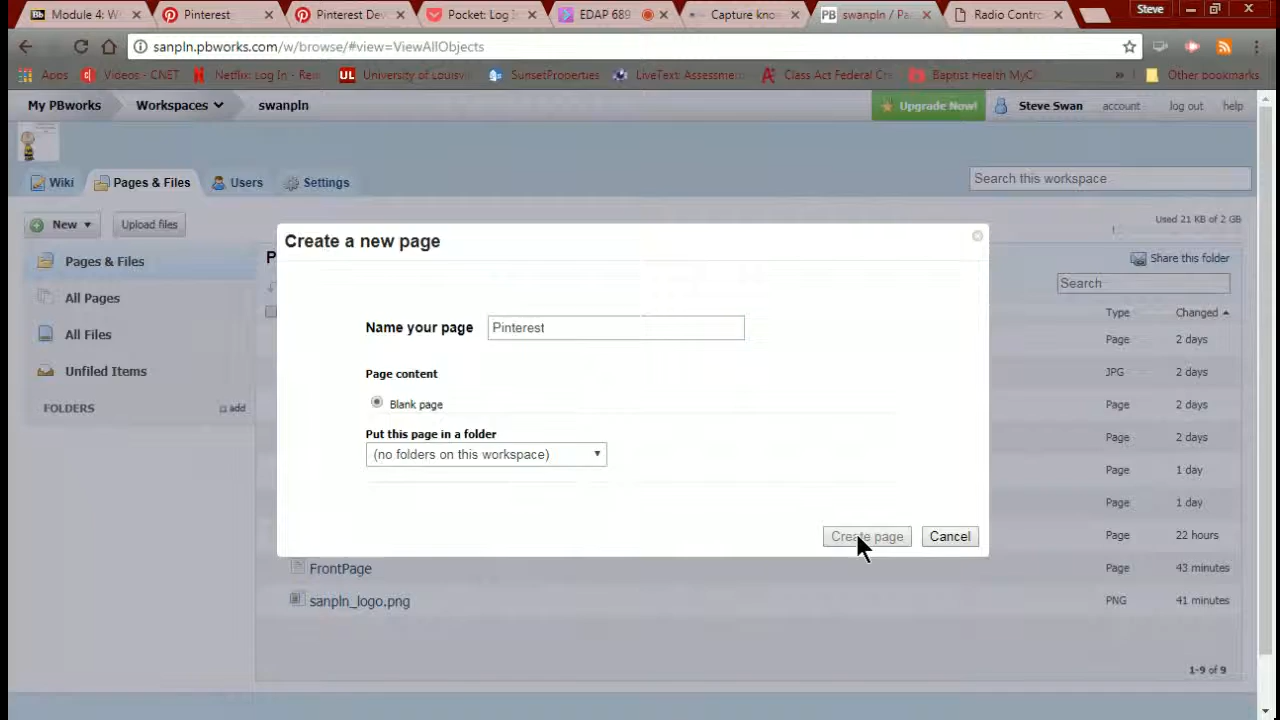 Steve
Module 4: W
Pinterest
Pinterest De
Pocket: Log I
EDAP 689
Capture kno
swanpln / Pa
Radio Contro
sanpln.pbworks.com/w/browse/#view=ViewAllObjects
Apps
Videos - CNET
Netflix: Log In - Re
University of Louisv
SunsetProperties
LiveText: Assessme
Class Act Federal Cr
Baptist Health MyC
»
Other bookmarks
My PBworks
Workspaces
swanpln
Upgrade Now!
Steve Swan
account
log out
help
Wiki
Pages & Files
Users
Settings
Search this workspace
New
Upload files
Used 21 KB of 2 GB
Create a new page
Pages & Files
P
Share this folder
All Pages
Search
All Files
Name your page
Pinterest
Type
Changed
Page
2 days
Unfiled Items
Page content
JPG
2 days
FOLDERS
add
Blank page
Page
2 days
Put this page in a folder
Page
2 days
(no folders on this workspace)
Page
1 day
Page
1 day
Create page
Cancel
Page
22 hours
FrontPage
Page
43 minutes
sanpln_logo.png
PNG
41 minutes
1-9 of 9